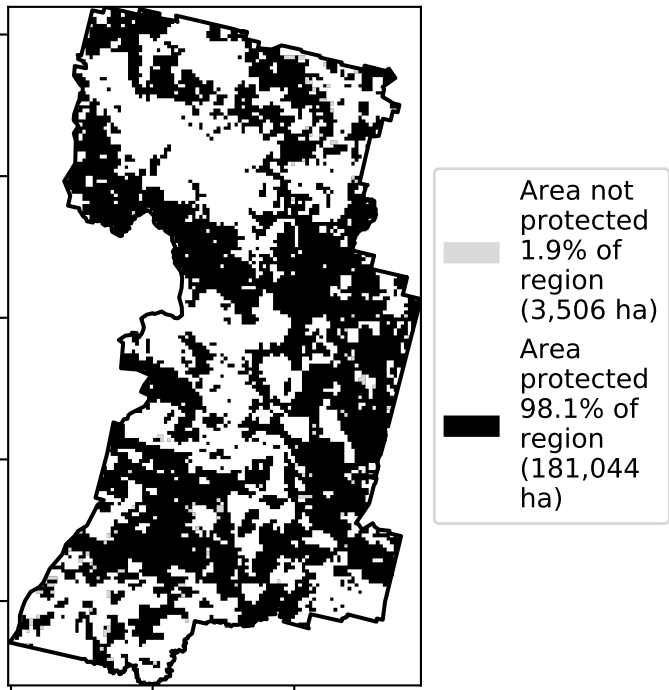 Area not
protected
1.9% of
region
(3,506 ha)
Area
protected
98.1% of
region
(181,044
ha)